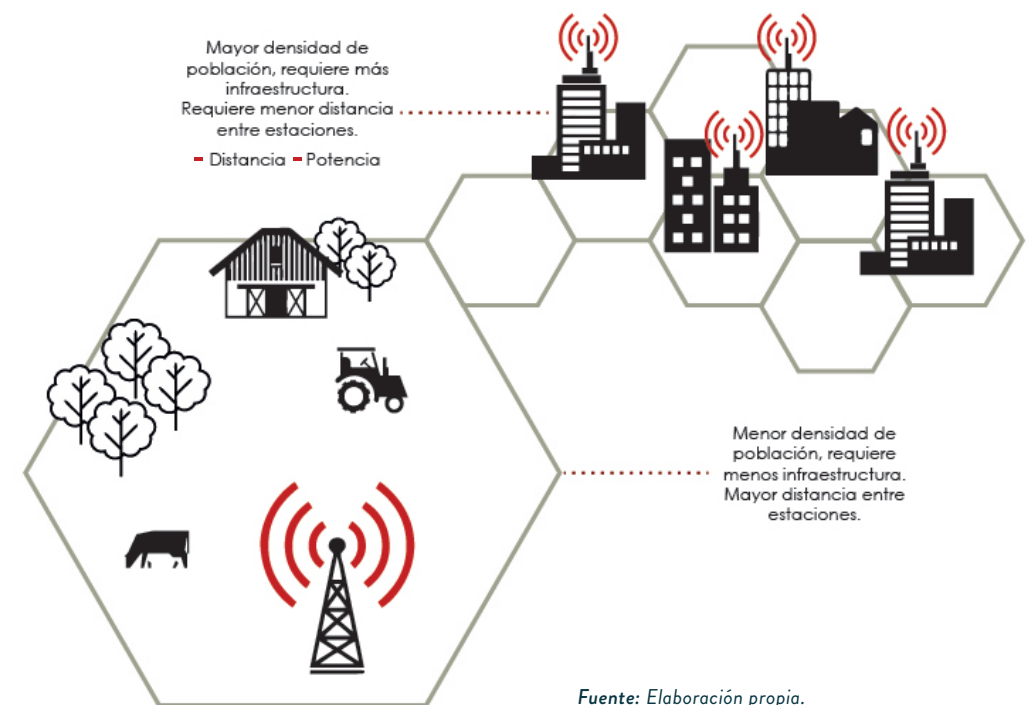 Mayor densidad de
población, requiere más
infraestructura.
Requiere menor distancia
entre estaciones.
- Distancia - Potencia
Menor densidad de
población, requiere
menos infraestructura.
Mayor distancia entre
estaciones.
Fuente: Elaboración propia.